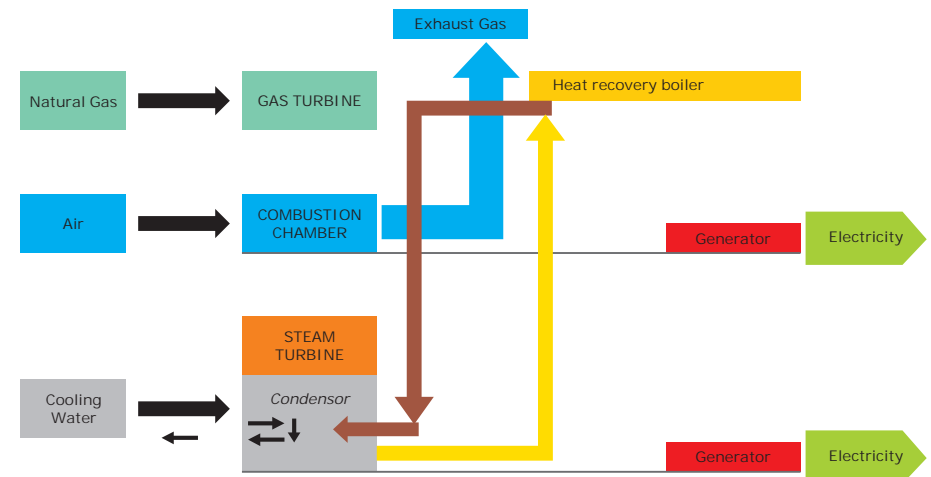 Exhaust Gas
Natural Gas
GAS TURBINE
Heat recovery boiler
Air
COMBUSTION
CHAMBER
Generator
Electricity
STEAM
TURBINE
Cooling
Water
Condensor
Generator
Electricity